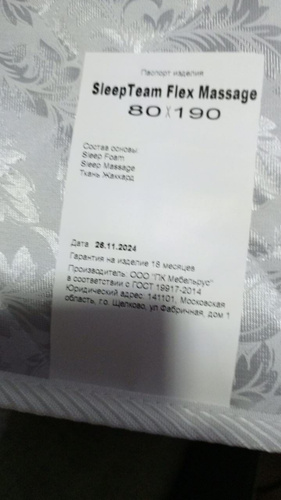 Паспорт изделия
SleepTeam Flex Massage
80X190
Состав основы:
Sleep Foam
Sleep Massage
Ткань Жаккард
Дата 28.11.2024
Гарантия на изделие 18 месяцев
Производитель: ООО "ПК Мебельрус"
в соответствии с ГОСТ 19917-2014
Юридический адрес: 141101, Московская
область, г.о. Щелково, ул Фабричная, дом 1